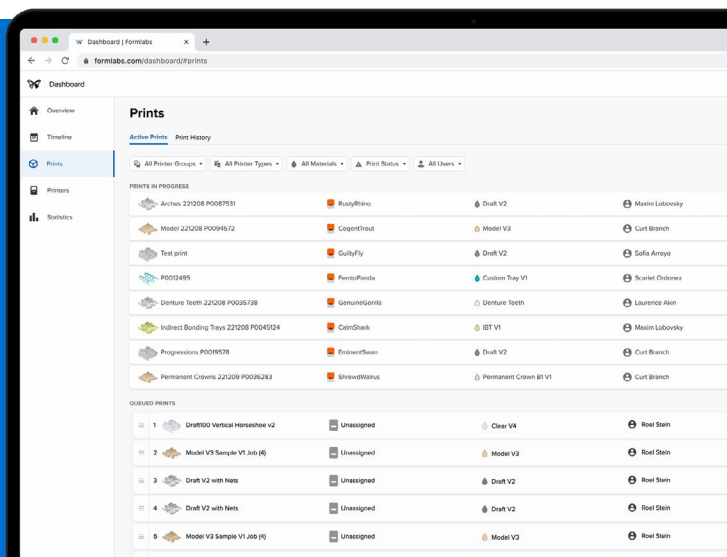 Dashboard | Formlabs
formlabs.com/dashboard/#prints
Dashboard
Overview
Timeline
Prints
Printers
Statistics
Prints
Active Prints Print History
All Printer Groups All Printer Types All Materials Print Status All Users
PRINTS IN PROGRESS
Arches 221208 P0087531 RustyRhino Draft V2 Maxim Lobovsky
Model 221208 P0094572 CogentTrout Model V3 Curt Branch
Test print GuiltyFly Draft V2 Sofia Arroyo
P0012495 FemtoPanda Custom Tray V1 Scarlet Ordonez
Denture Teeth 221208 P0035738 GenuineGorilla Denture Teeth Laurence Akin
Indirect Bonding Trays 221208 P0045124 CalmShark IBT V1 Maxim Lobovsky
Progressions P0019578 EminentSwan Draft V2 Curt Branch
Permanent Crowns 221209 P0036283 ShrewdWalrus Permanent Crown B1 V1 Curt Branch
QUEUED PRINTS
1 Draft100 Vertical Horseshoe v2 Unassigned Clear V4 Roel Stein
2 Model V3 Sample V1 Job (4) Unassigned Model V3 Roel Stein
3 Draft V2 with Nets Unassigned Draft V2 Roel Stein
4 Draft V2 with Nets Unassigned Draft V2 Roel Stein
5 Model V3 Sample V1 Job (4) Unassigned Model V3 Roel Stein